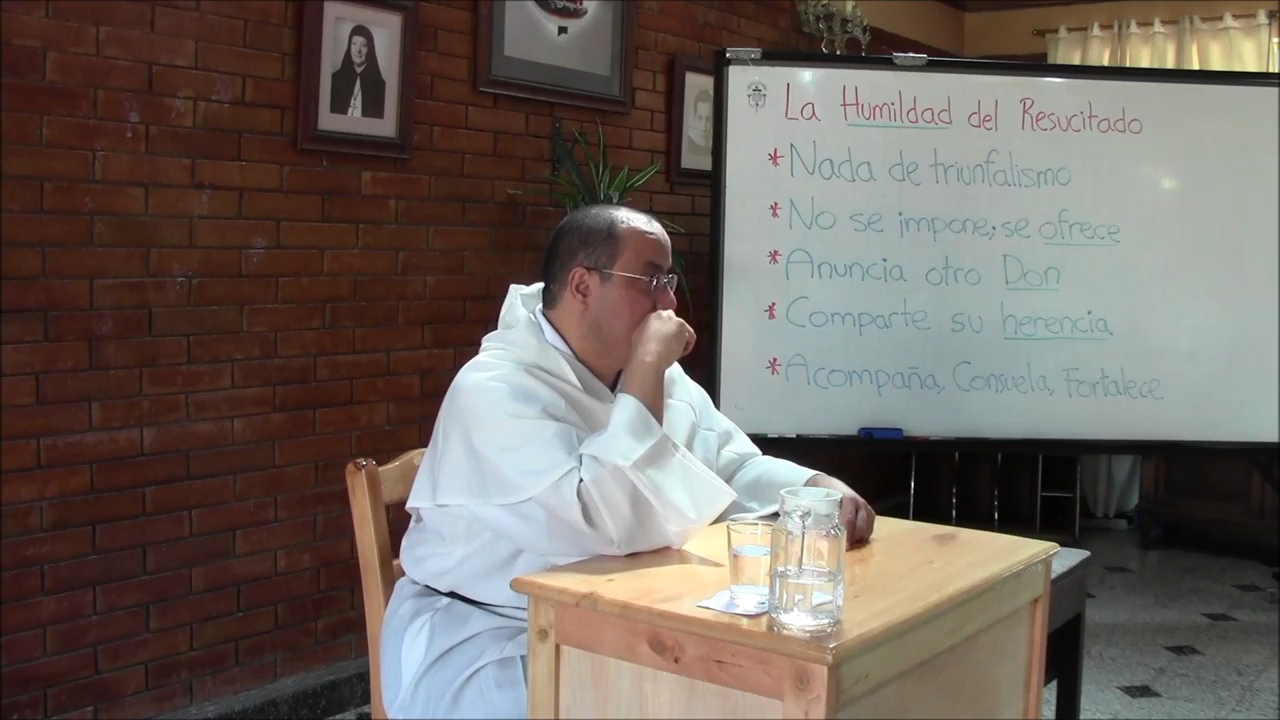 La Humildad del Resucitado
* Nada de triunfalismo
* No se impone; se ofrece
* Anuncia otro Don
* Comparte su herencia
* Acompaña, Consuela, Fortalece